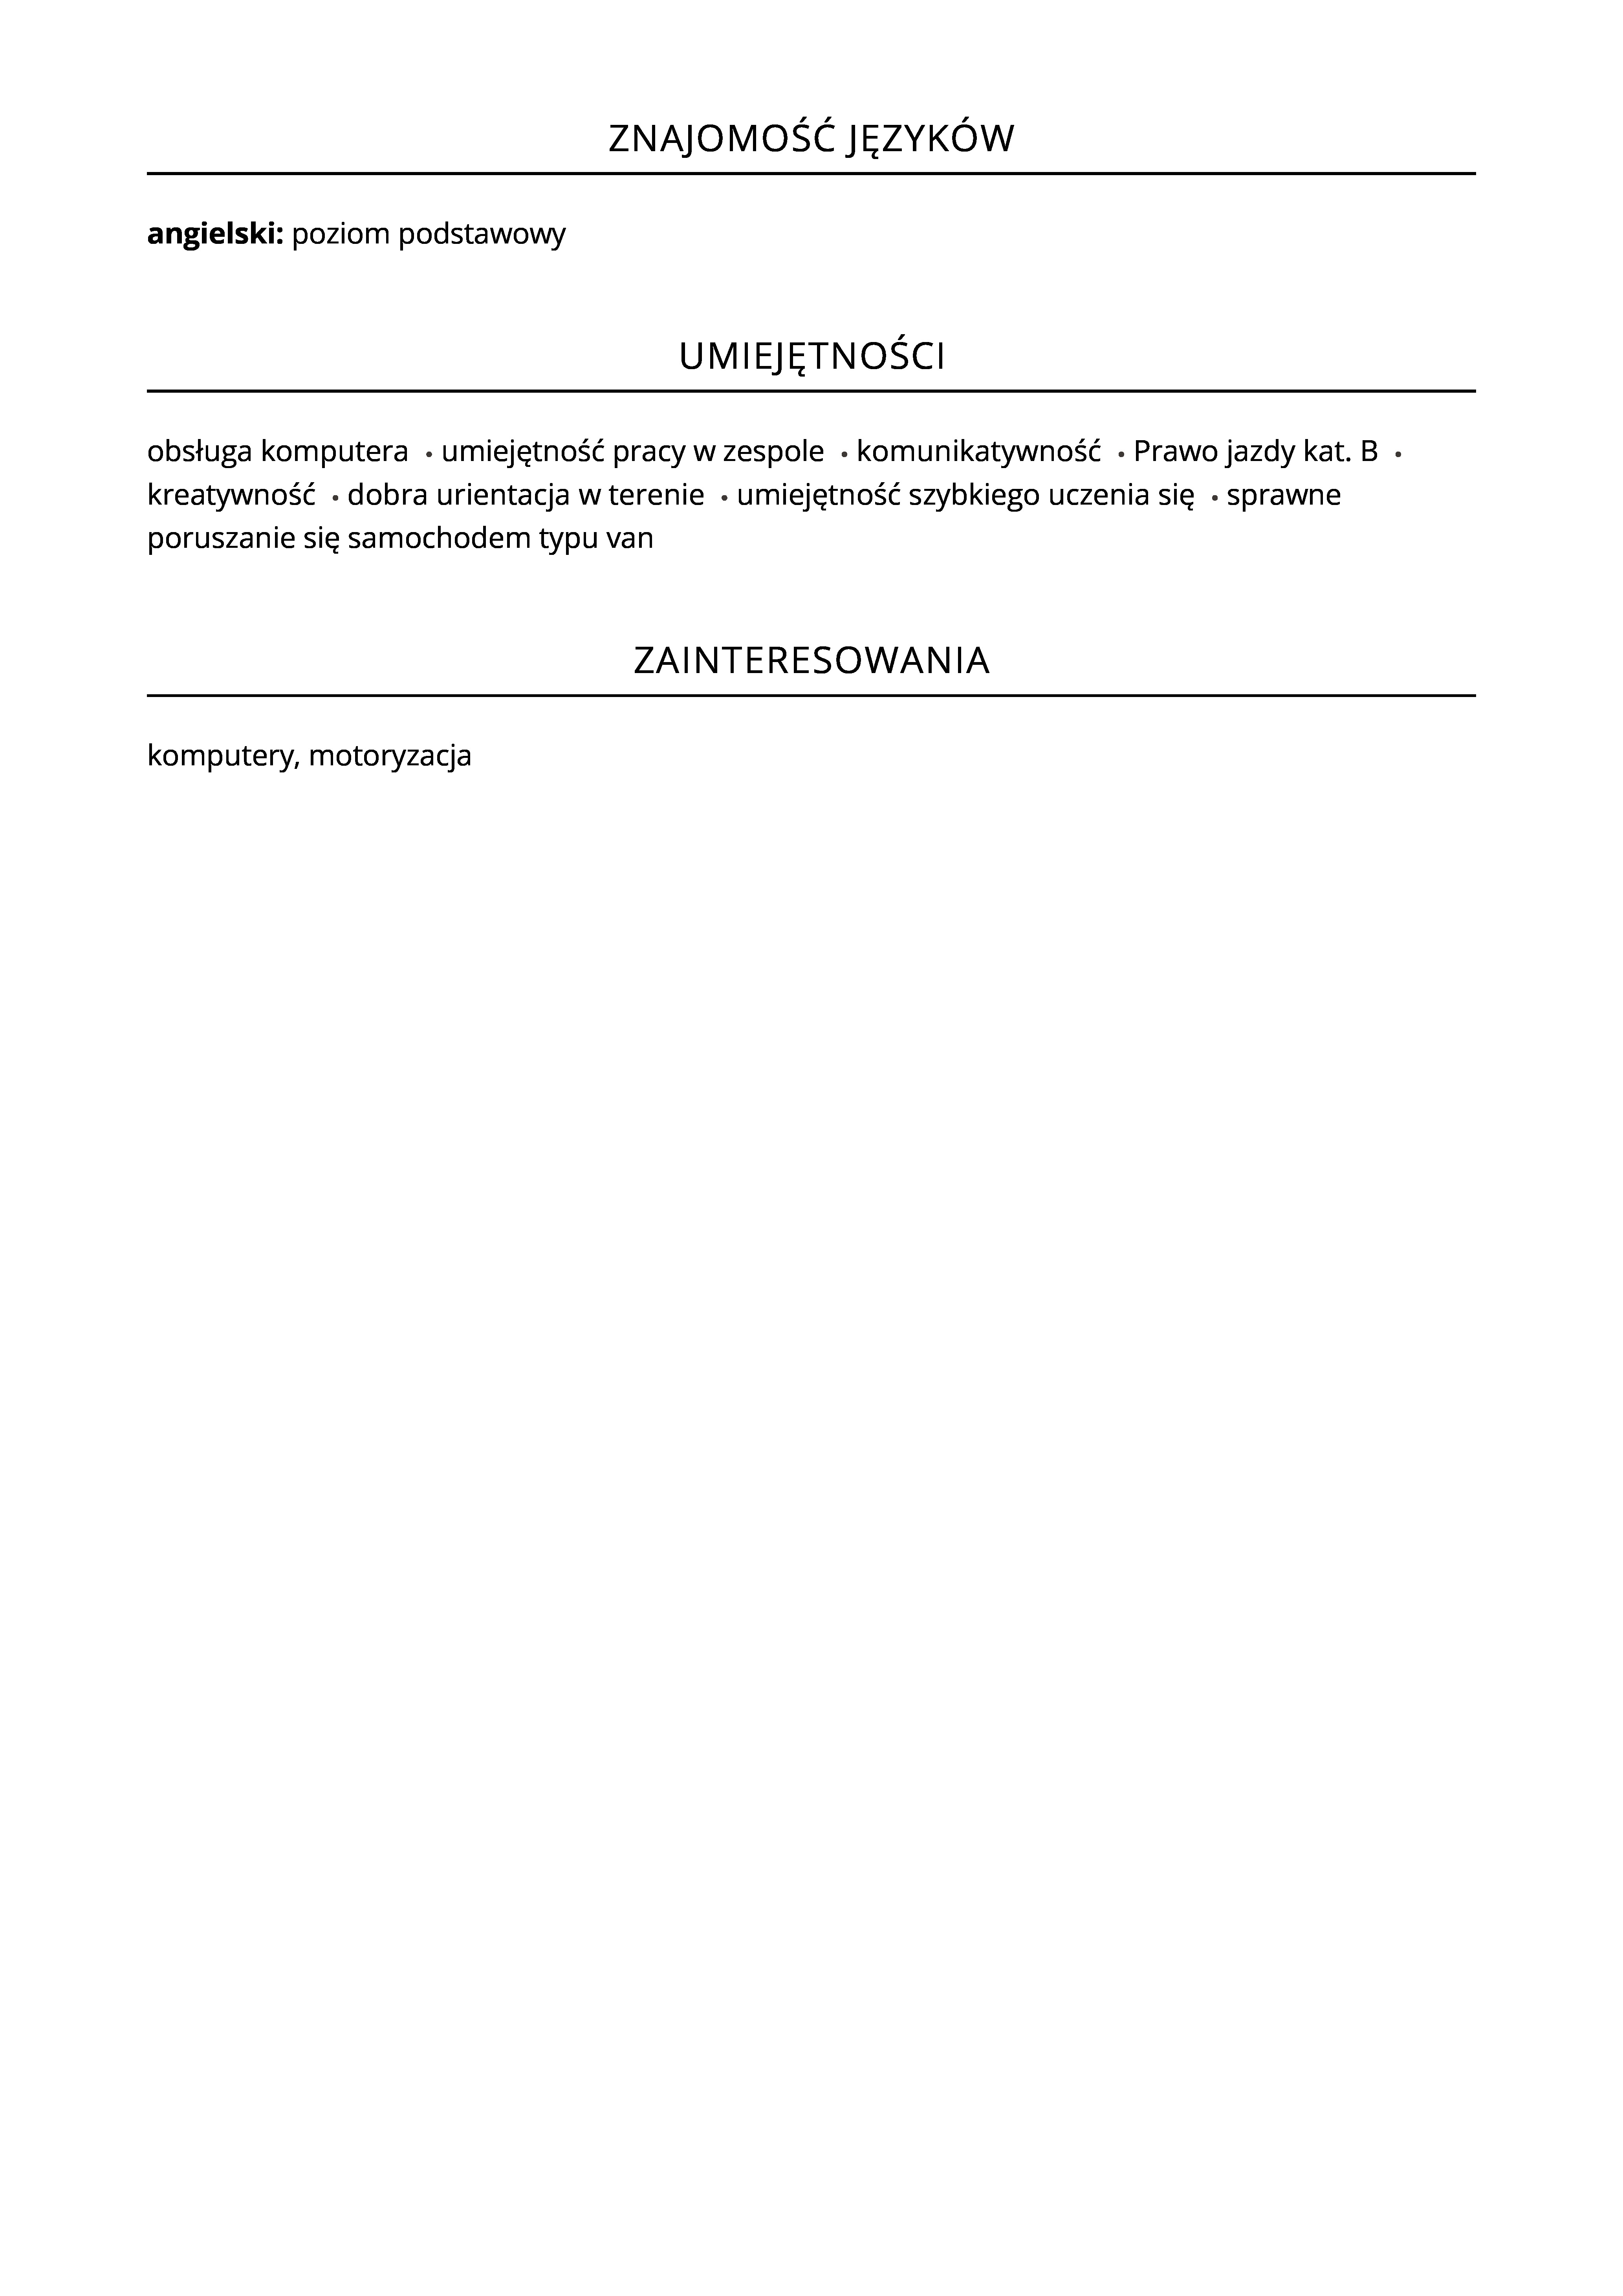 ZNAJOMOŚĆ JĘZYKÓW
angielski: poziom podstawowy
UMIEJĘTNOŚCI
obsługa komputera • umiejętność pracy w zespole • komunikatywność • Prawo jazdy kat. B •
kreatywność • dobra urientacja w terenie • umiejętność szybkiego uczenia się • sprawne
poruszanie się samochodem typu van
ZAINTERESOWANIA
komputery, motoryzacja